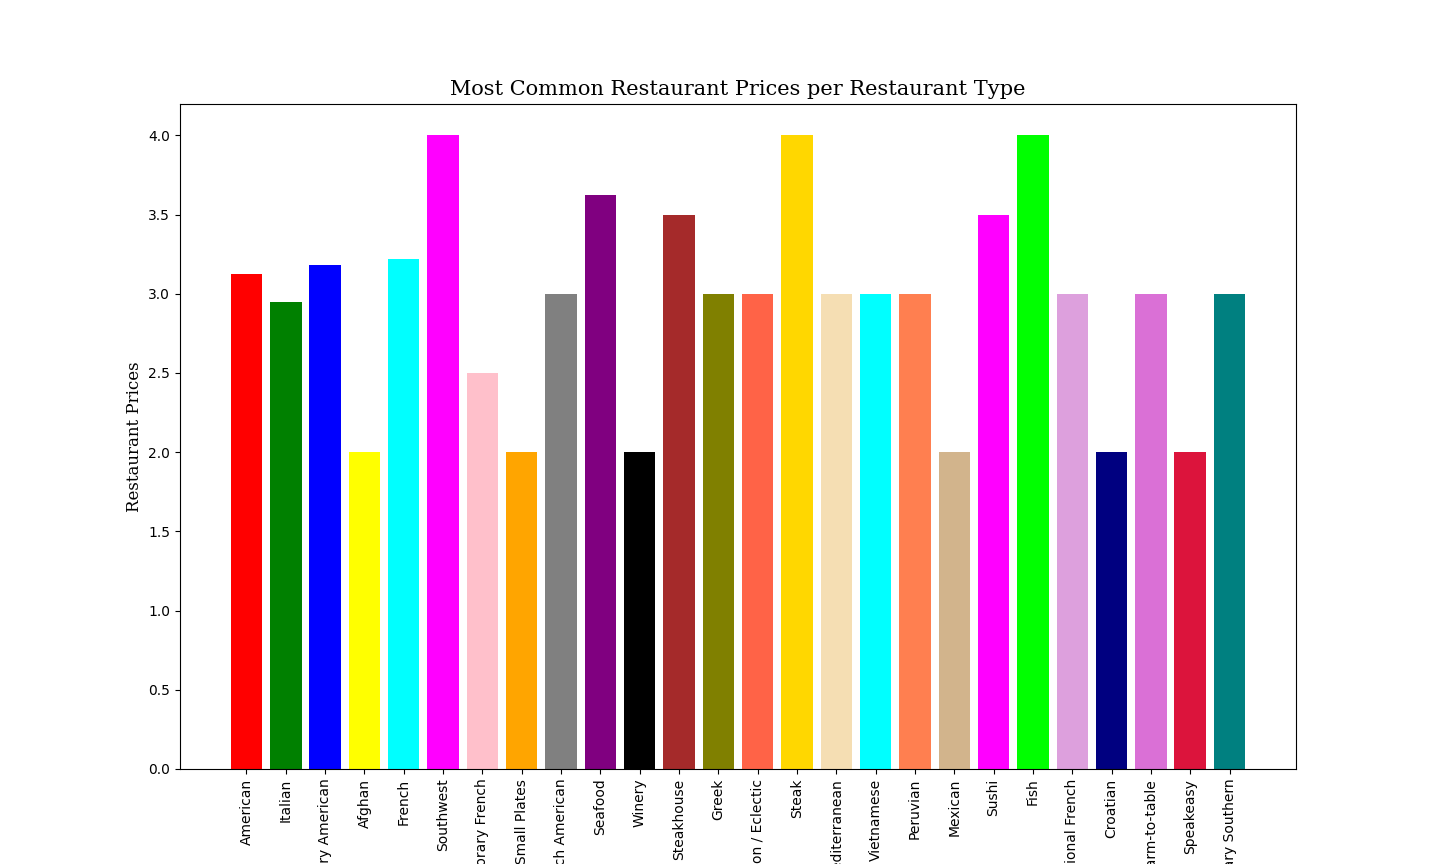 Most Common Restaurant Prices per Restaurant Type
Restaurant Prices
4.0
3.5
3.0
2.5
2.0
1.5
1.0
0.5
0.0
American
Italian
ry American
Afghan
French
Southwest
orary French
Small Plates
ch American
Seafood
Winery
Steakhouse
Greek
on / Eclectic
Steak
editerranean
Vietnamese
Peruvian
Mexican
Sushi
Fish
ional French
Croatian
arm-to-table
Speakeasy
ary Southern